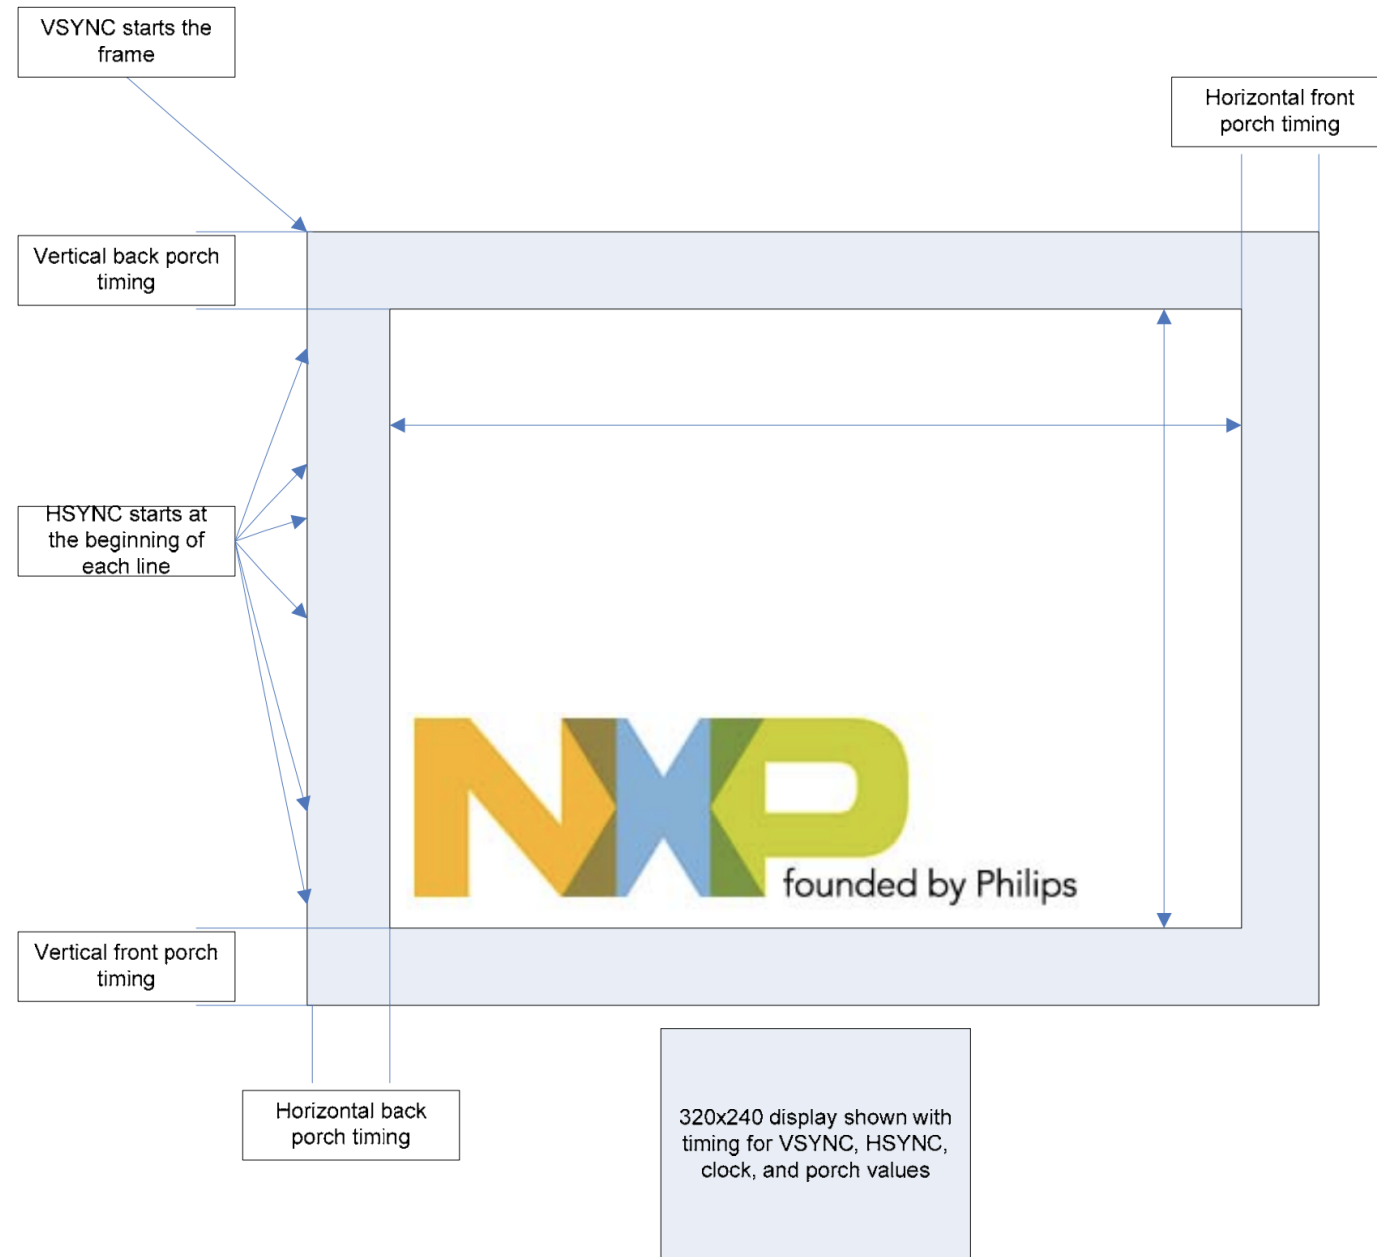 VSYNC starts the
frame
Horizontal front
porch timing
Vertical back porch
timing
HSYNC starts at
the beginning of
each line
NXP
founded by Philips
Vertical front porch
timing
Horizontal back
porch timing
320x240 display shown with
timing for VSYNC, HSYNC,
clock, and porch values